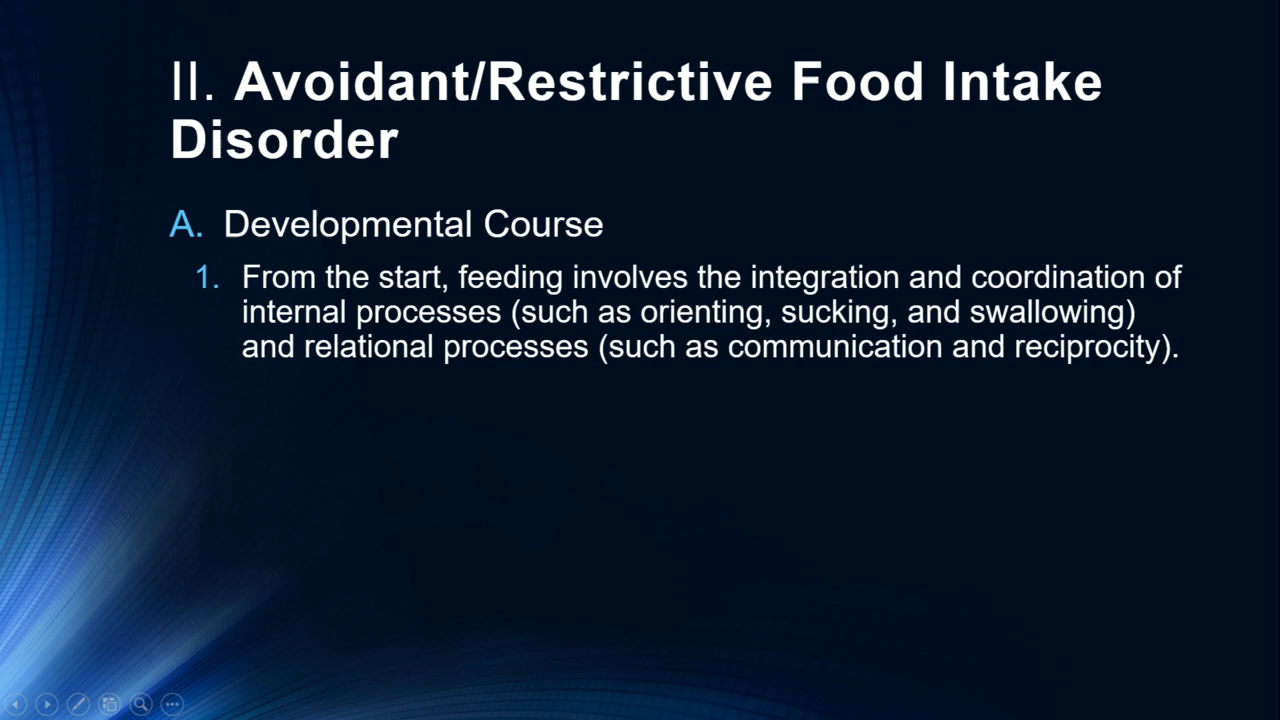 II. Avoidant/Restrictive Food Intake
Disorder
A. Developmental Course
1. From the start, feeding involves the integration and coordination of
internal processes (such as orienting, sucking, and swallowing)
and relational processes (such as communication and reciprocity).